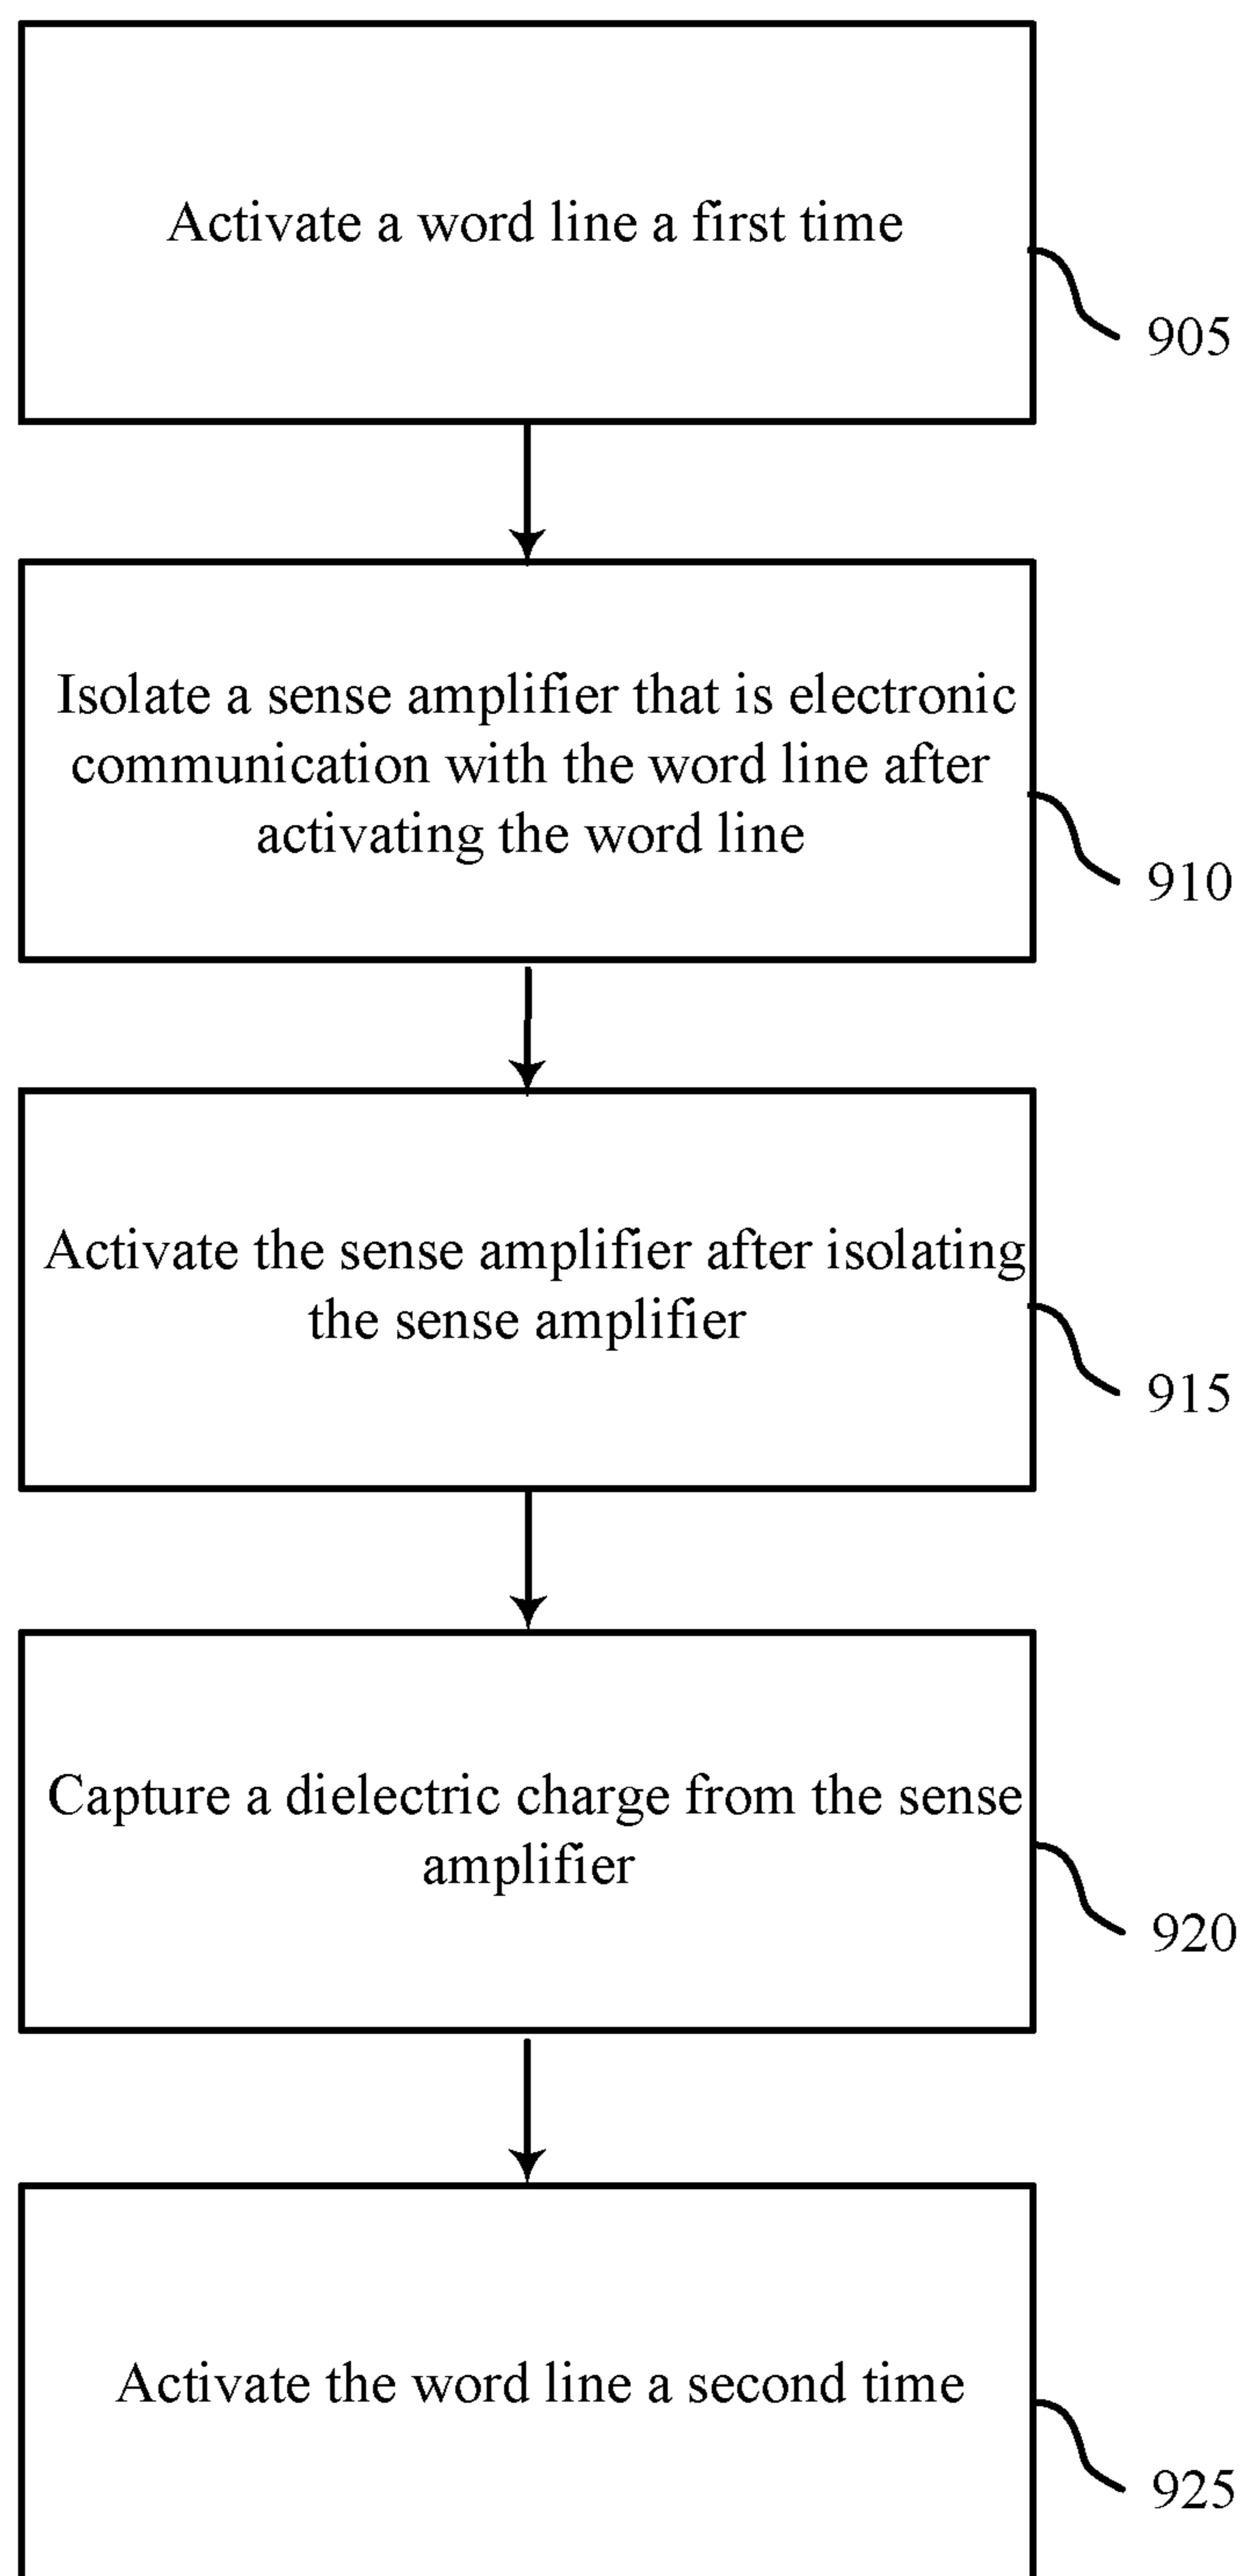 Activate a word line a first time
905
Isolate a sense amplifier that is electronic
communication with the word line after
activating the word line
910
Activate the sense amplifier after isolating
the sense amplifier
915
Capture a dielectric charge from the sense
amplifier
920
Activate the word line a second time
925